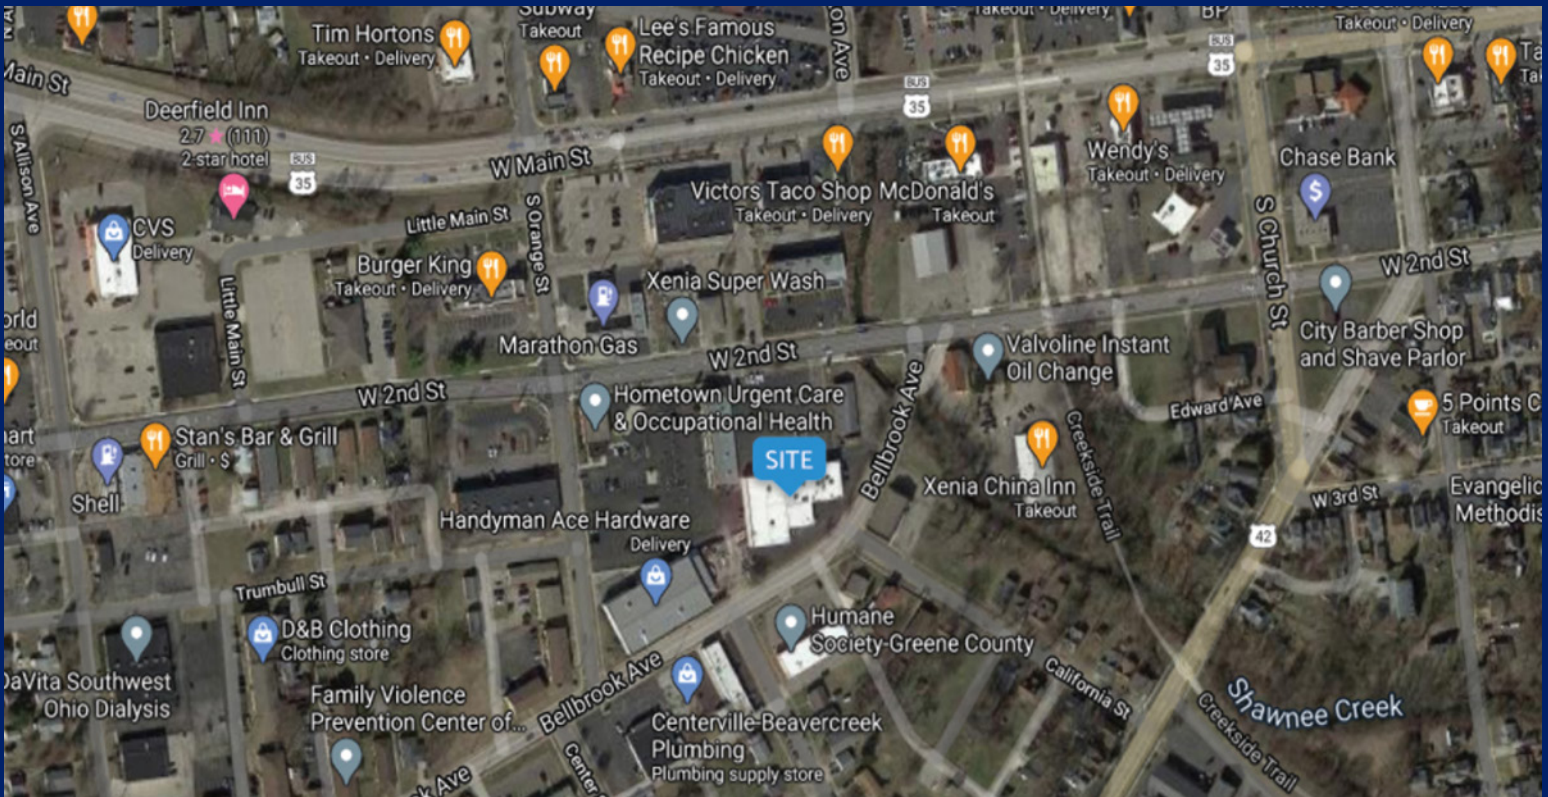 Subway
Takeout
Tim Hortons
Takeout • Delivery
Lee's Famous
Recipe Chicken
Takeout • Delivery
Takeout • Delivery
BP
Takeout • Delivery
BUS
35
BUS
35
Main St
Deerfield Inn
2.7 ★ (111)
2-star hotel
BUS
35
W Main St
S Allison Ave
Victors Taco Shop
Takeout • Delivery
McDonald's
Takeout
Wendy's
Takeout • Delivery
Chase Bank
CVS
Delivery
Little Main St
S Orange St
S Church St
W 2nd St
Burger King
Takeout • Delivery
Xenia Super Wash
Little Main St
Marathon Gas
W 2nd St
W 2nd St
Valvoline Instant
Oil Change
City Barber Shop
and Shave Parlor
Hometown Urgent Care
& Occupational Health
Bellbrook Ave
Edward Ave
5 Points C
Takeout
Stan's Bar & Grill
Grill • $
Shell
SITE
Creekside Trail
Xenia China Inn
Takeout
W 3rd St
Evangelic
Methodis
Handyman Ace Hardware
Delivery
42
Trumbull St
D&B Clothing
Clothing store
Humane
Society-Greene County
DaVita Southwest
Ohio Dialysis
Family Violence
Prevention Center of...
Bellbrook Ave
California St
Shawnee Creek
Creekside Trail
Centerville-Beavercreek
Plumbing
Plumbing supply store
Center
k Ave